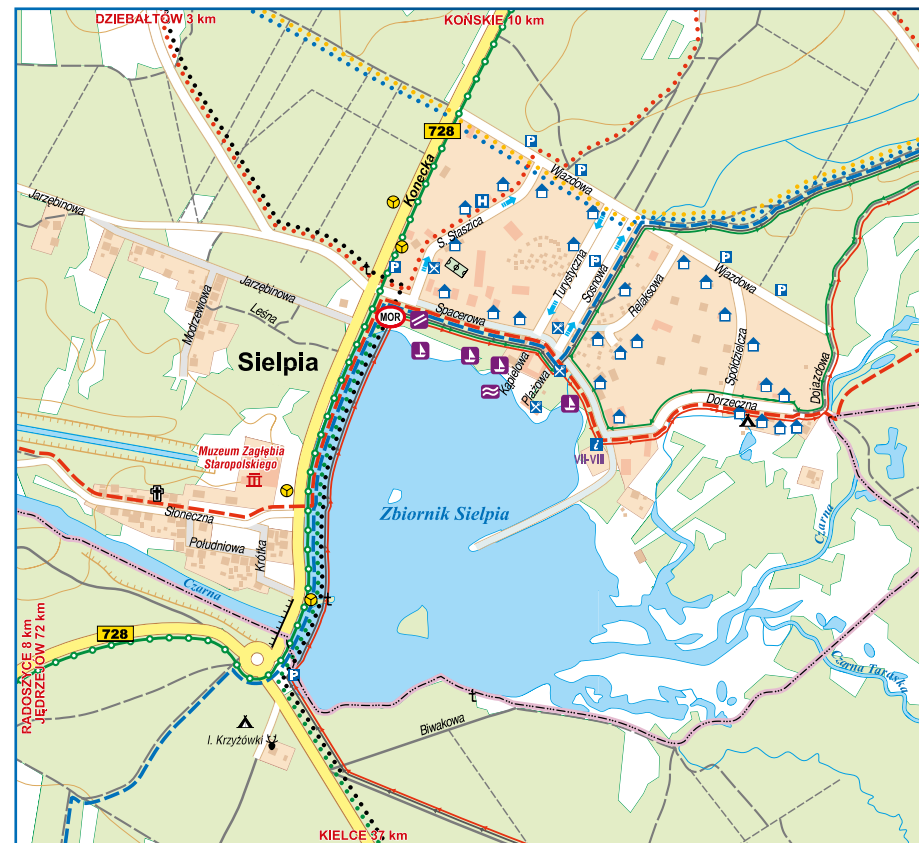 DZIEBAŁTÓW 3 km
KOŃSKIE 10 km
728
Konecka
P
P
Wjazdowa
Jarzębinowa
H
S. Staszica
P
P
Turystyczna
Sosnowa
Relaksowa
Wjazdowa
P
P
Jarzębinowa
Leśna
Modrzewiowa
MOR
Spacerowa
Sielpia
Kąpielowa
Plażowa
Spółdzielcza
Dojazdowa
Dorzeczna
i
VII-VIII
Muzeum Zagłębia
Staropolskiego
Zbiornik Sielpia
Czarna
Słoneczna
Południowa
Krótka
Czarna
728
RADOSZYCE 8 km
JĘDRZEJÓW 72 km
P
Czarna Taraska
Biwakowa
l. Krzyżówki
KIELCE 37 km